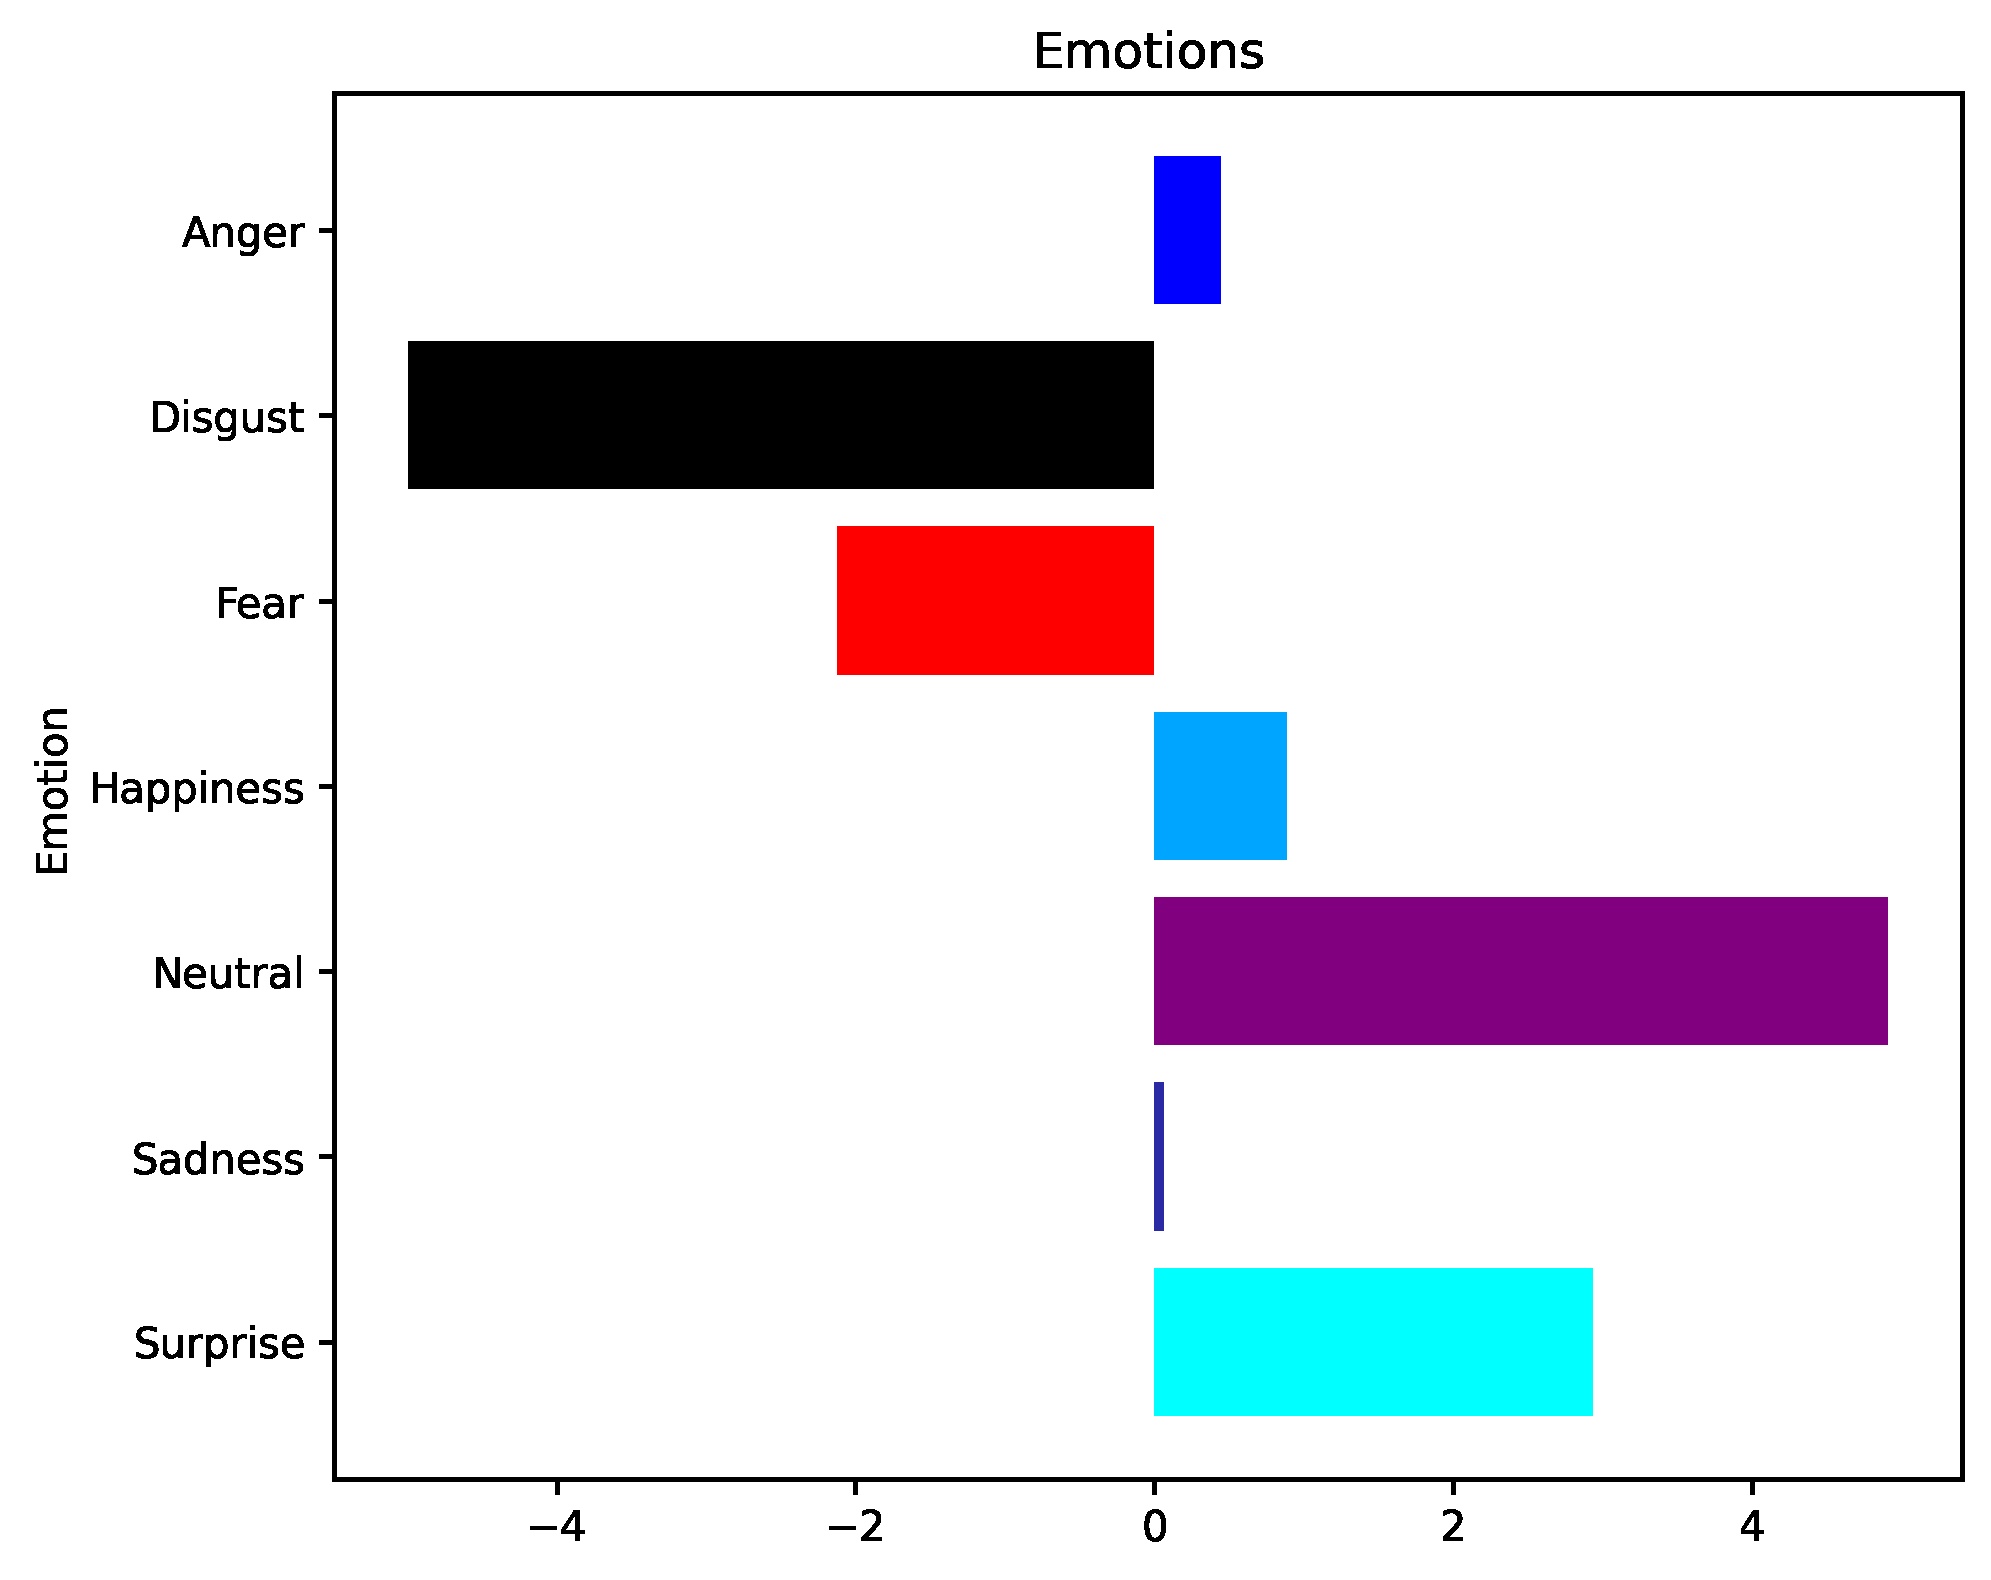 Emotions
Anger
Disgust
Fear
Happiness
Neutral
Sadness
Surprise
Emotion
−4 −2 0 2 4